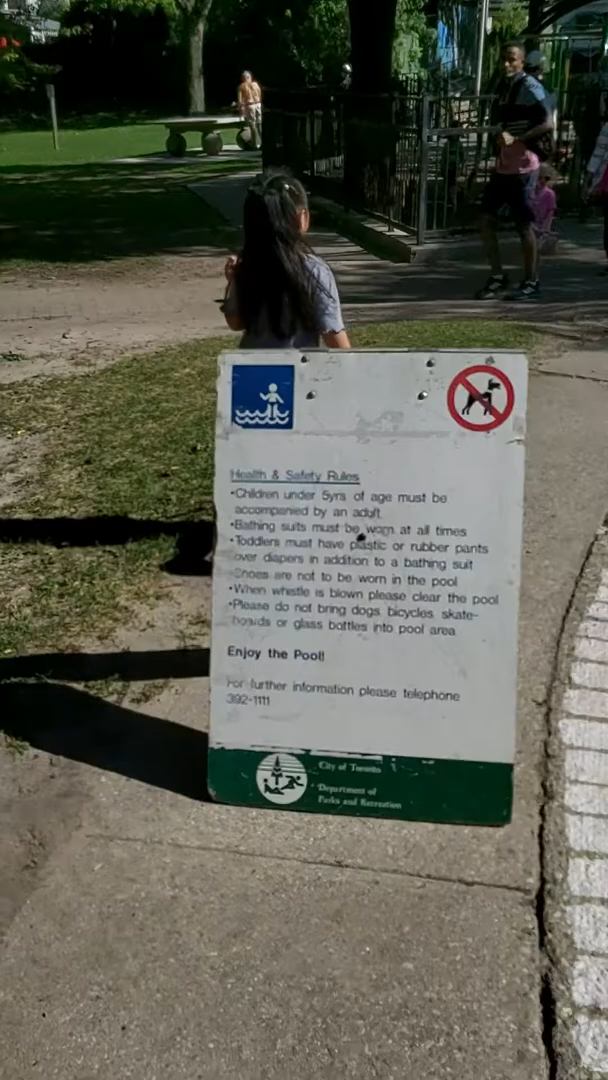 Health & Safety Rules
•Children under 5yrs of age must be
accompanied by an adult
•Bathing suits must be worn at all times
•Toddlers must have plastic or rubber pants
over diapers in addition to a bathing suit
Shoes are not to be worn in the pool
•When whistle is blown please clear the pool
•Please do not bring dogs, bicycles, skate-
boards or glass bottles into pool area
Enjoy the Pool!
For further information please telephone
392-1111
City of Toronto
Department of
Parks and Recreation